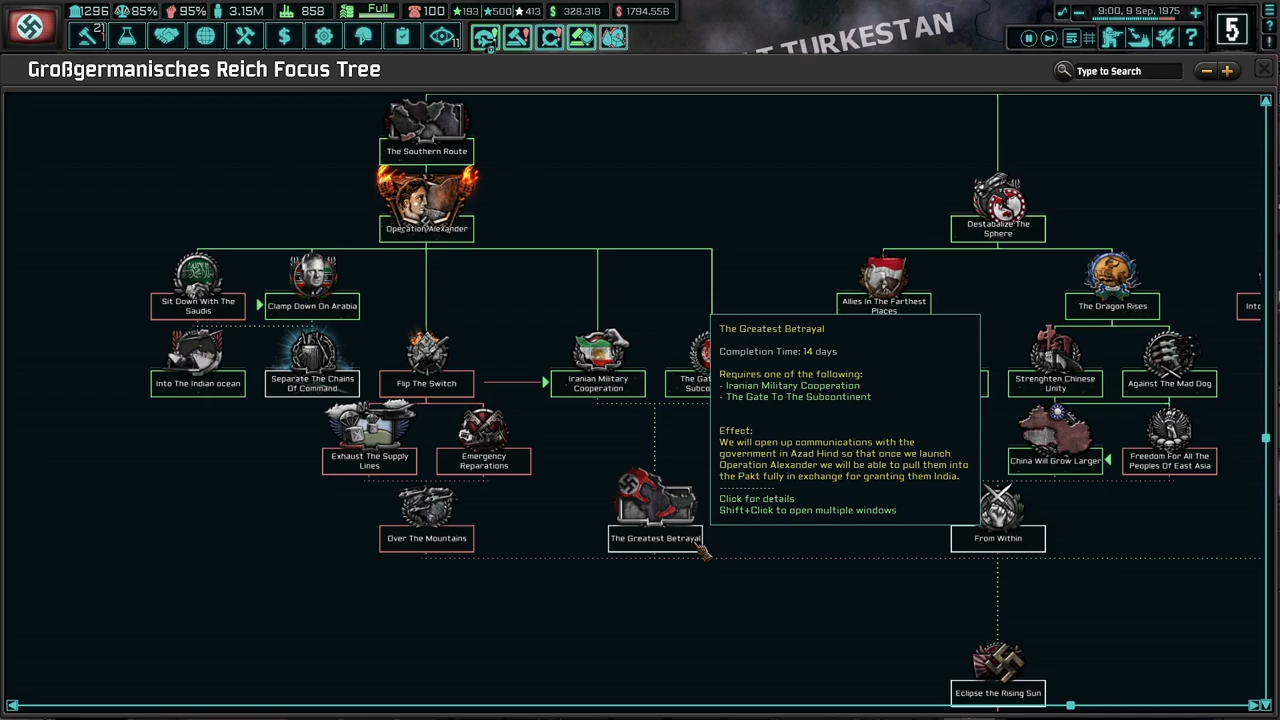 1296 85% 95% 3.15M 858 Full 100 193 500 413 $ 328.31B $ 1794.55B
9:00, 9 Sep, 1975
5
21
11
TURKESTAN
Großgermanisches Reich Focus Tree
Type to Search
The Southern Route
Operation Alexander
Destabalize The
Sphere
Sit Down With The
Saudis
Clamp Down On Arabia
Allies In The Farthest
Places
The Dragon Rises
The Greatest Betrayal
Completion Time: 14 days
Requires one of the following:
- Iranian Military Cooperation
- The Gate To The Subcontinent
Effect:
We will open up communications with the
government in Azad Hind so that once we launch
Operation Alexander we will be able to pull them into
the Pakt fully in exchange for granting them India.
--------------
Click for details
Shift+Click to open multiple windows
Into The Indian ocean
Separate The Chains
Of Command
Flip The Switch
Iranian Military
Cooperation
The Ga
Subco
Strenghten Chinese
Unity
Against The Mad Dog
Exhaust The Supply
Lines
Emergency
Reparations
China Will Grow Larger
Freedom For All The
Peoples Of East Asia
Over The Mountains
The Greatest Betrayal
From Within
Eclipse the Rising Sun